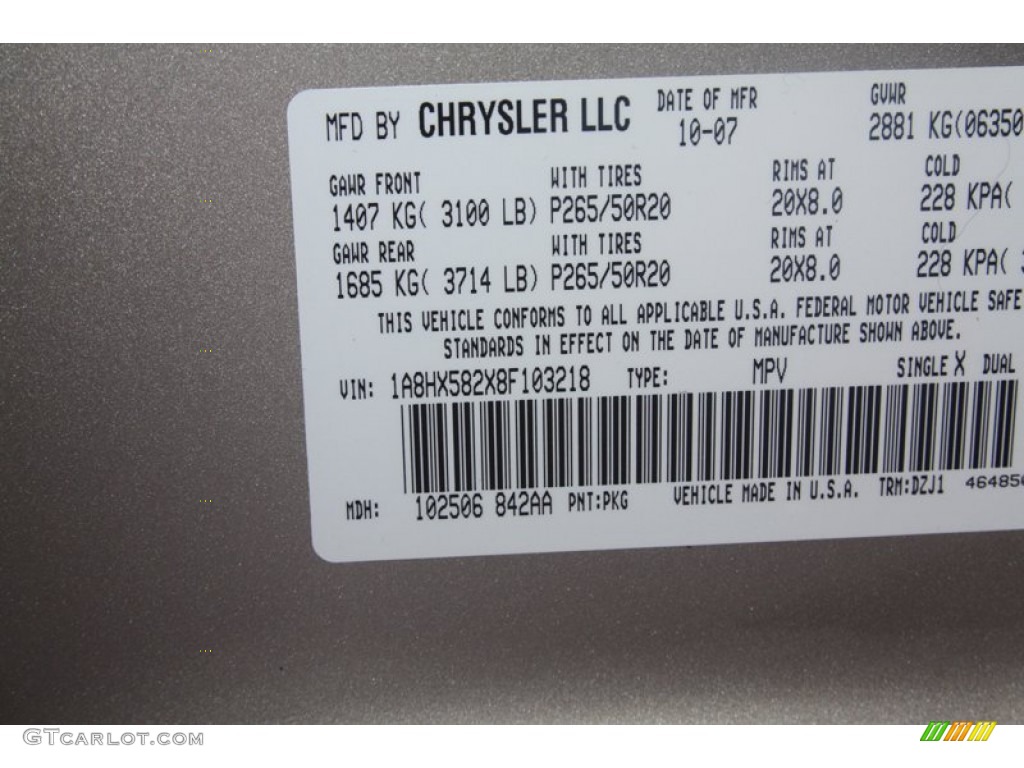 MFD BY CHRYSLER LLC DATE OF MFR GVWR
10-07 2881 KG(06350
GAWR FRONT WITH TIRES RIMS AT COLD
1407 KG( 3100 LB) P265/50R20 20X8.0 228 KPA(
GAWR REAR WITH TIRES RIMS AT COLD
1685 KG( 3714 LB) P265/50R20 20X8.0 228 KPA( 3
THIS VEHICLE CONFORMS TO ALL APPLICABLE U.S.A. FEDERAL MOTOR VEHICLE SAFE
STANDARDS IN EFFECT ON THE DATE OF MANUFACTURE SHOWN ABOVE.
VIN: 1A8HX582X8F103218 TYPE: MPV SINGLE X DUAL
MDH: 102506 842AA PNT:PKG VEHICLE MADE IN U.S.A. TRM:DZJ1 46485
GTCARLOT.COM